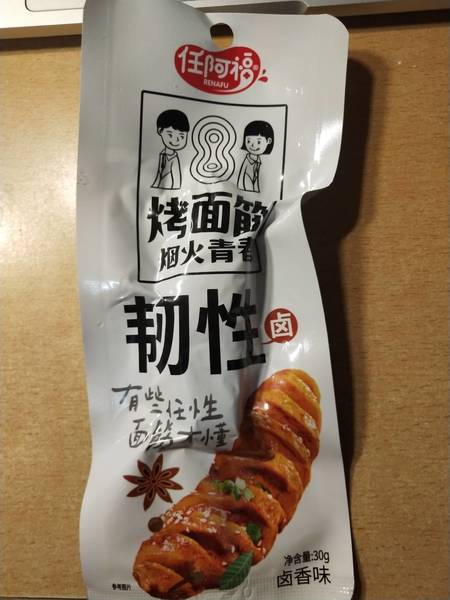 任阿福®
RENAFU
烤面筋
烟火青春
韧性
卤
有些任性
面筋才懂
净含量:30g
卤香味
参考图片